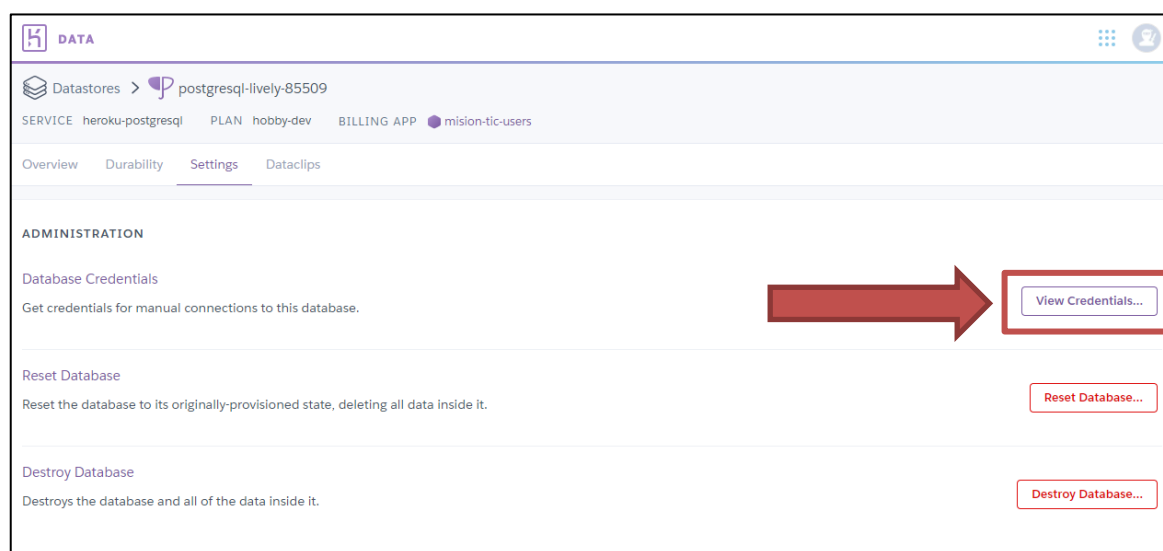 DATA
Datastores > postgresql-lively-85509
SERVICE heroku-postgresql PLAN hobby-dev BILLING APP mision-tic-users
Overview Durability Settings Dataclips
ADMINISTRATION
Database Credentials
Get credentials for manual connections to this database.
View Credentials...
Reset Database
Reset the database to its originally-provisioned state, deleting all data inside it.
Reset Database...
Destroy Database
Destroys the database and all of the data inside it.
Destroy Database...